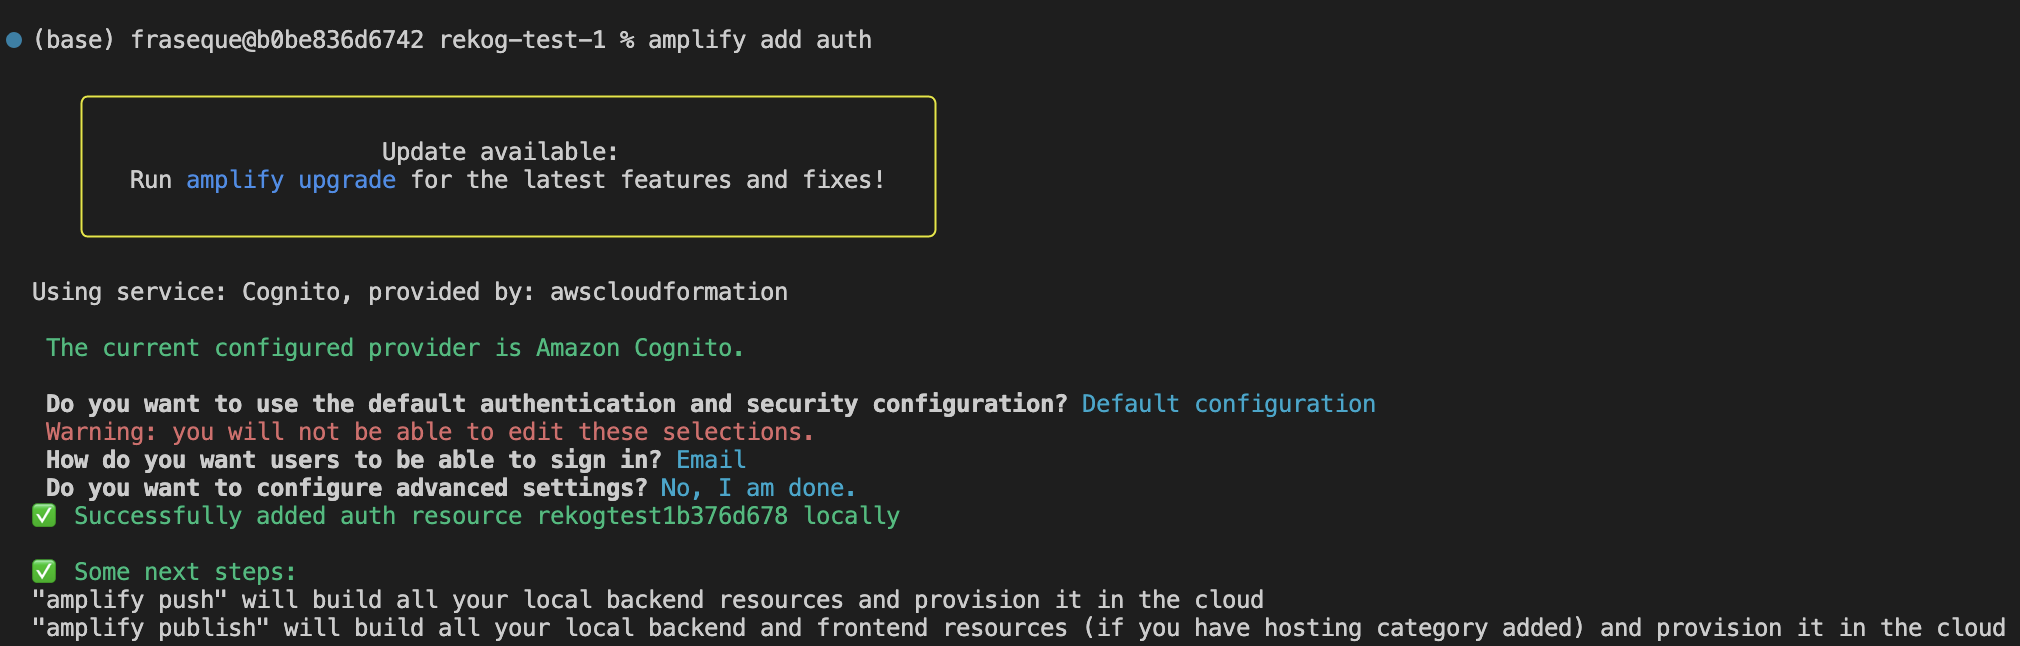 (base) fraseque@b0be836d6742 rekog-test-1 % amplify add auth
Update available:
Run amplify upgrade for the latest features and fixes!
Using service: Cognito, provided by: awscloudformation
The current configured provider is Amazon Cognito.
Do you want to use the default authentication and security configuration? Default configuration
Warning: you will not be able to edit these selections.
How do you want users to be able to sign in? Email
Do you want to configure advanced settings? No, I am done.
✅ Successfully added auth resource rekogtest1b376d678 locally
✅ Some next steps:
"amplify push" will build all your local backend resources and provision it in the cloud
"amplify publish" will build all your local backend and frontend resources (if you have hosting category added) and provision it in the cloud